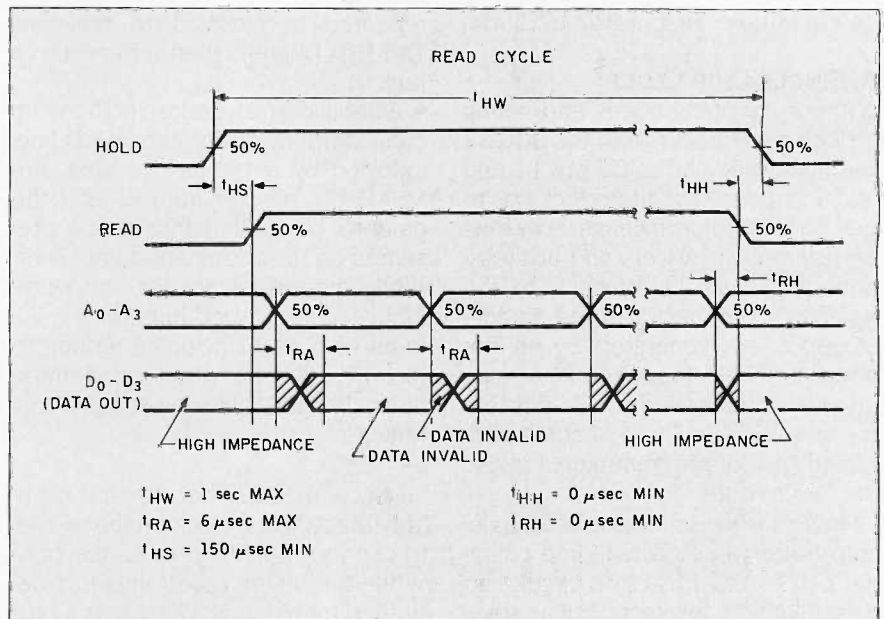 READ CYCLE
tHW
HOLD
50%
50%
tHS
tHH
READ
50%
50%
tRH
A0-A3
50%
50%
50%
tRA
tRA
D0-D3
(DATA OUT)
HIGH IMPEDANCE
DATA INVALID
DATA INVALID
HIGH IMPEDANCE
tHW = 1 sec MAX
tHH = 0 μsec MIN
tRA = 6 μsec MAX
tRH = 0 μsec MIN
tHS = 150 μsec MIN